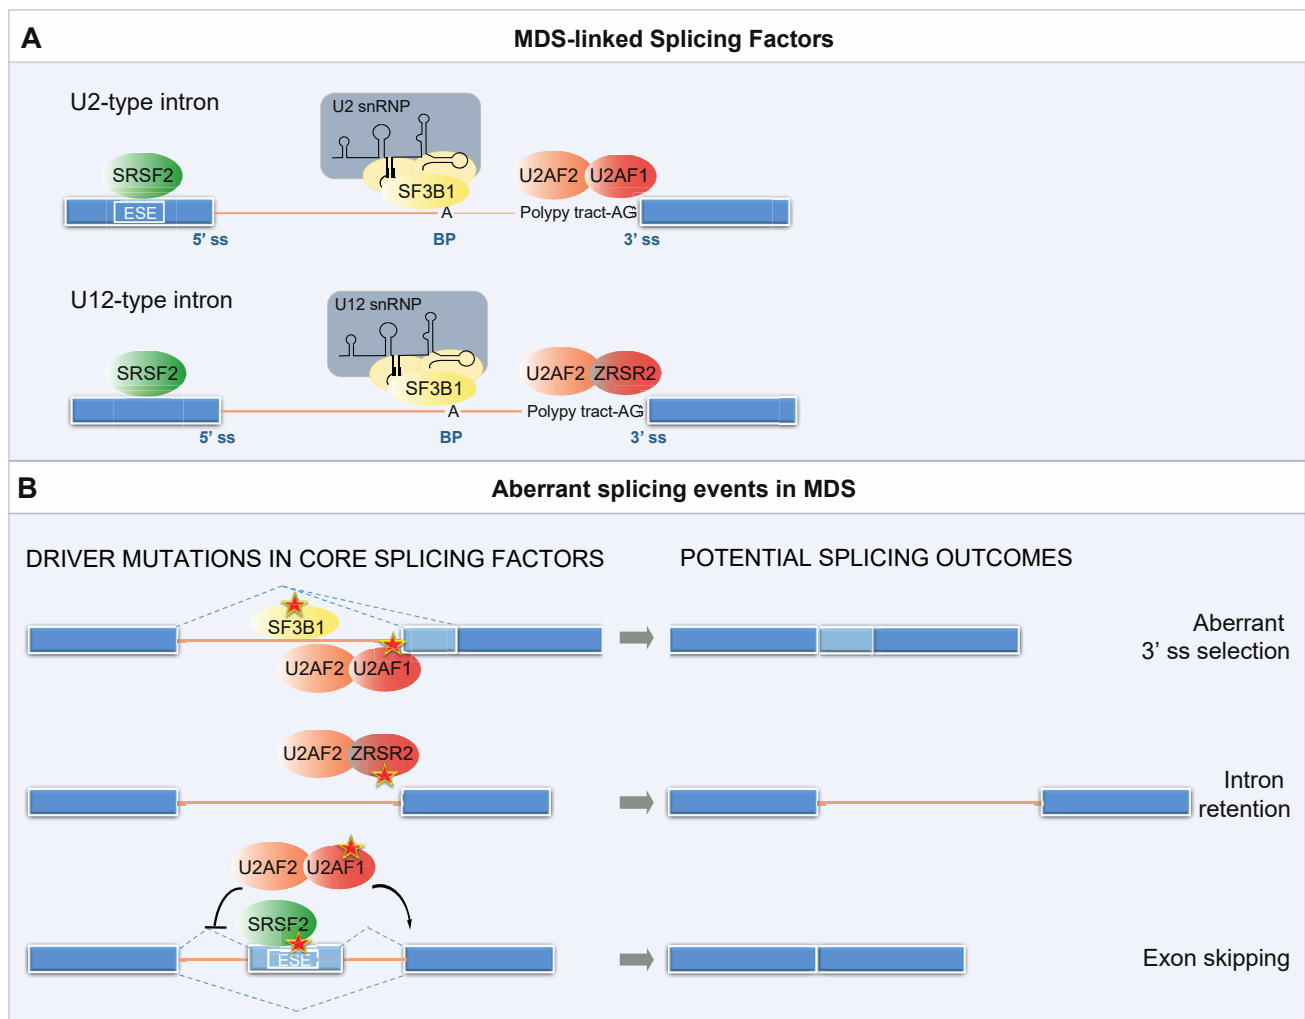 A
MDS-linked Splicing Factors
U2-type intron
U2 snRNP
SRSF2
SF3B1
U2AF2
U2AF1
ESE
A
Polypy tract-AG
5' ss
BP
3' ss
U12-type intron
U12 snRNP
SRSF2
SF3B1
U2AF2
ZRSR2
A
Polypy tract-AG
5' ss
BP
3' ss
B
Aberrant splicing events in MDS
DRIVER MUTATIONS IN CORE SPLICING FACTORS
POTENTIAL SPLICING OUTCOMES
SF3B1
U2AF2
U2AF1
Aberrant
3' ss selection
U2AF2
ZRSR2
Intron
retention
U2AF2
U2AF1
SRSF2
ESE
Exon skipping